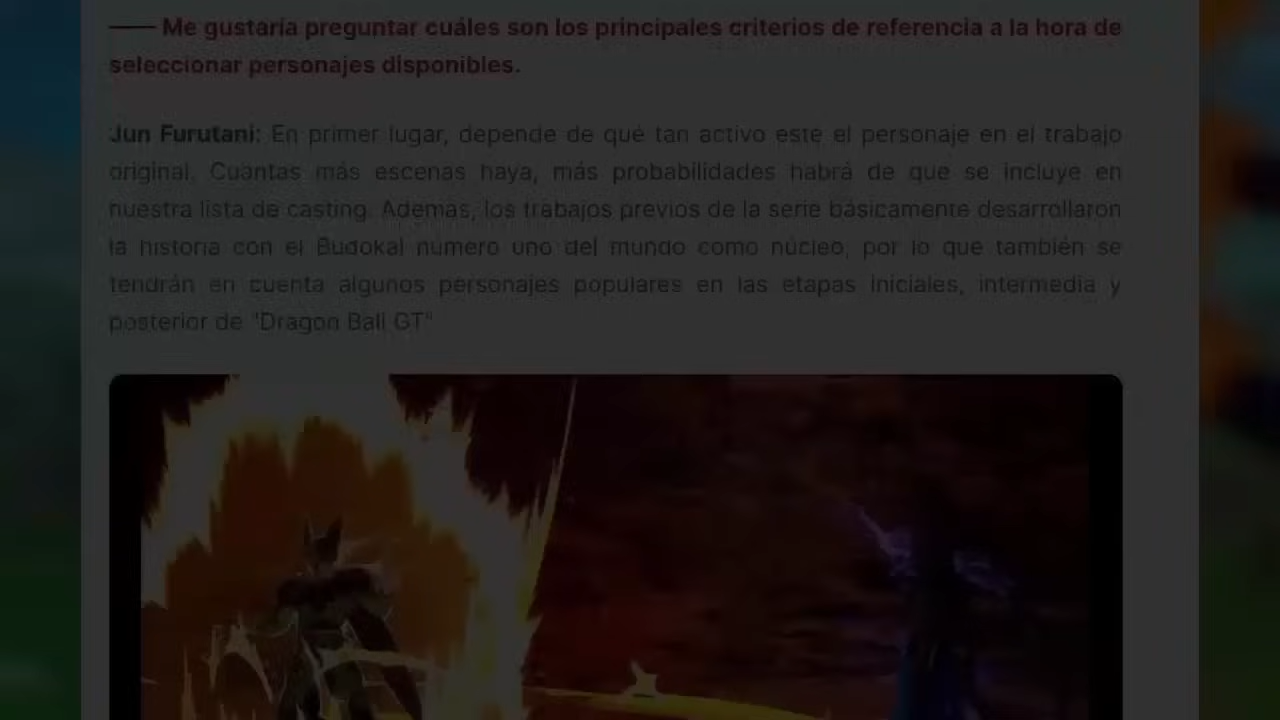 —— Me gustaría preguntar cuáles son los principales criterios de referencia a la hora de
seleccionar personajes disponibles.
Jun Furutani: En primer lugar, depende de qué tan activo esté el personaje en el trabajo
original. Cuantas más escenas haya, más probabilidades habrá de que se incluye en
nuestra lista de casting. Además, los trabajos previos de la serie básicamente desarrollaron
la historia con el Budokai número uno del mundo como núcleo, por lo que también se
tendrán en cuenta algunos personajes populares en las etapas iniciales, intermedia y
posterior de "Dragon Ball GT"